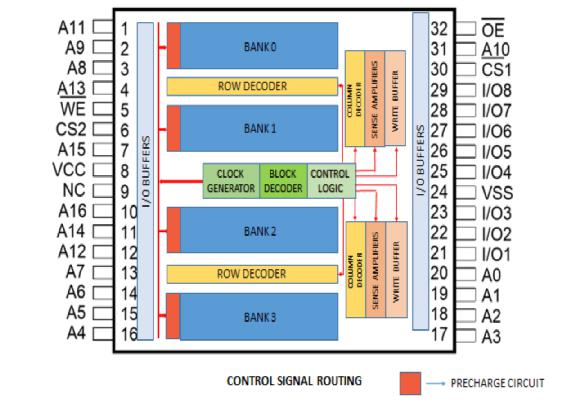 A11 1
A9 2
A8 3
A13 4
WE 5
CS2 6
A15 7
VCC 8
NC 9
A16 10
A14 11
A12 12
A7 13
A6 14
A5 15
A4 16
I/O BUFFERS
BANK 0
ROW DECODER
BANK 1
CLOCK GENERATOR
BLOCK DECODER
CONTROL LOGIC
BANK 2
ROW DECODER
BANK 3
COLUMN DECODER
SENSE AMPLIFIERS
WRITE BUFFER
COLUMN DECODER
SENSE AMPLIFIERS
WRITE BUFFER
I/O BUFFERS
32 OE
31 A10
30 CS1
29 I/O8
28 I/O7
27 I/O6
26 I/O5
25 I/O4
24 VSS
23 I/O3
22 I/O2
21 I/O1
20 A0
19 A1
18 A2
17 A3
CONTROL SIGNAL ROUTING
PRECHARGE CIRCUIT